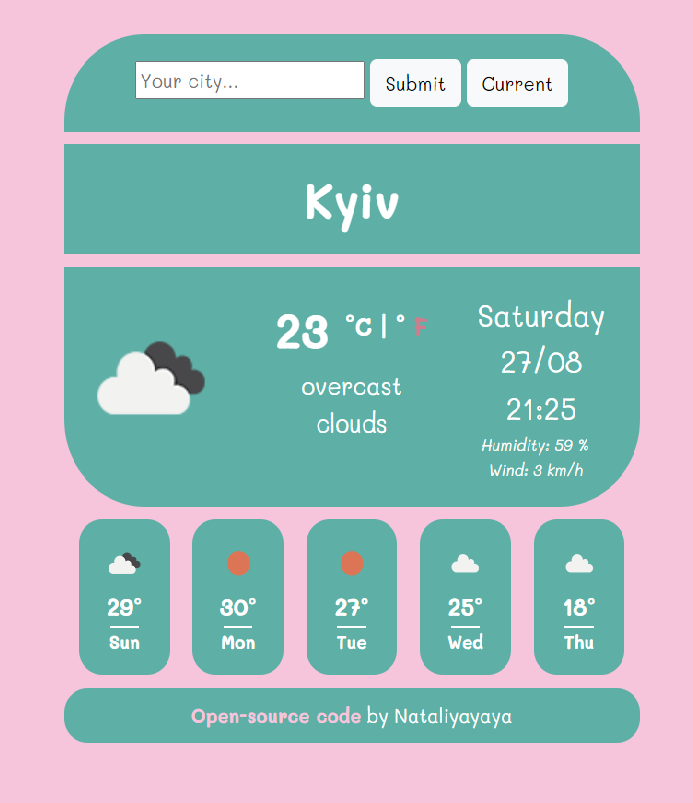 Your city...
Submit
Current
Kyiv
23 °C | ° F
overcast
clouds
Saturday
27/08
21:25
Humidity: 59 %
Wind: 3 km/h
29°
Sun
30°
Mon
27°
Tue
25°
Wed
18°
Thu
Open-source code by Nataliyayaya